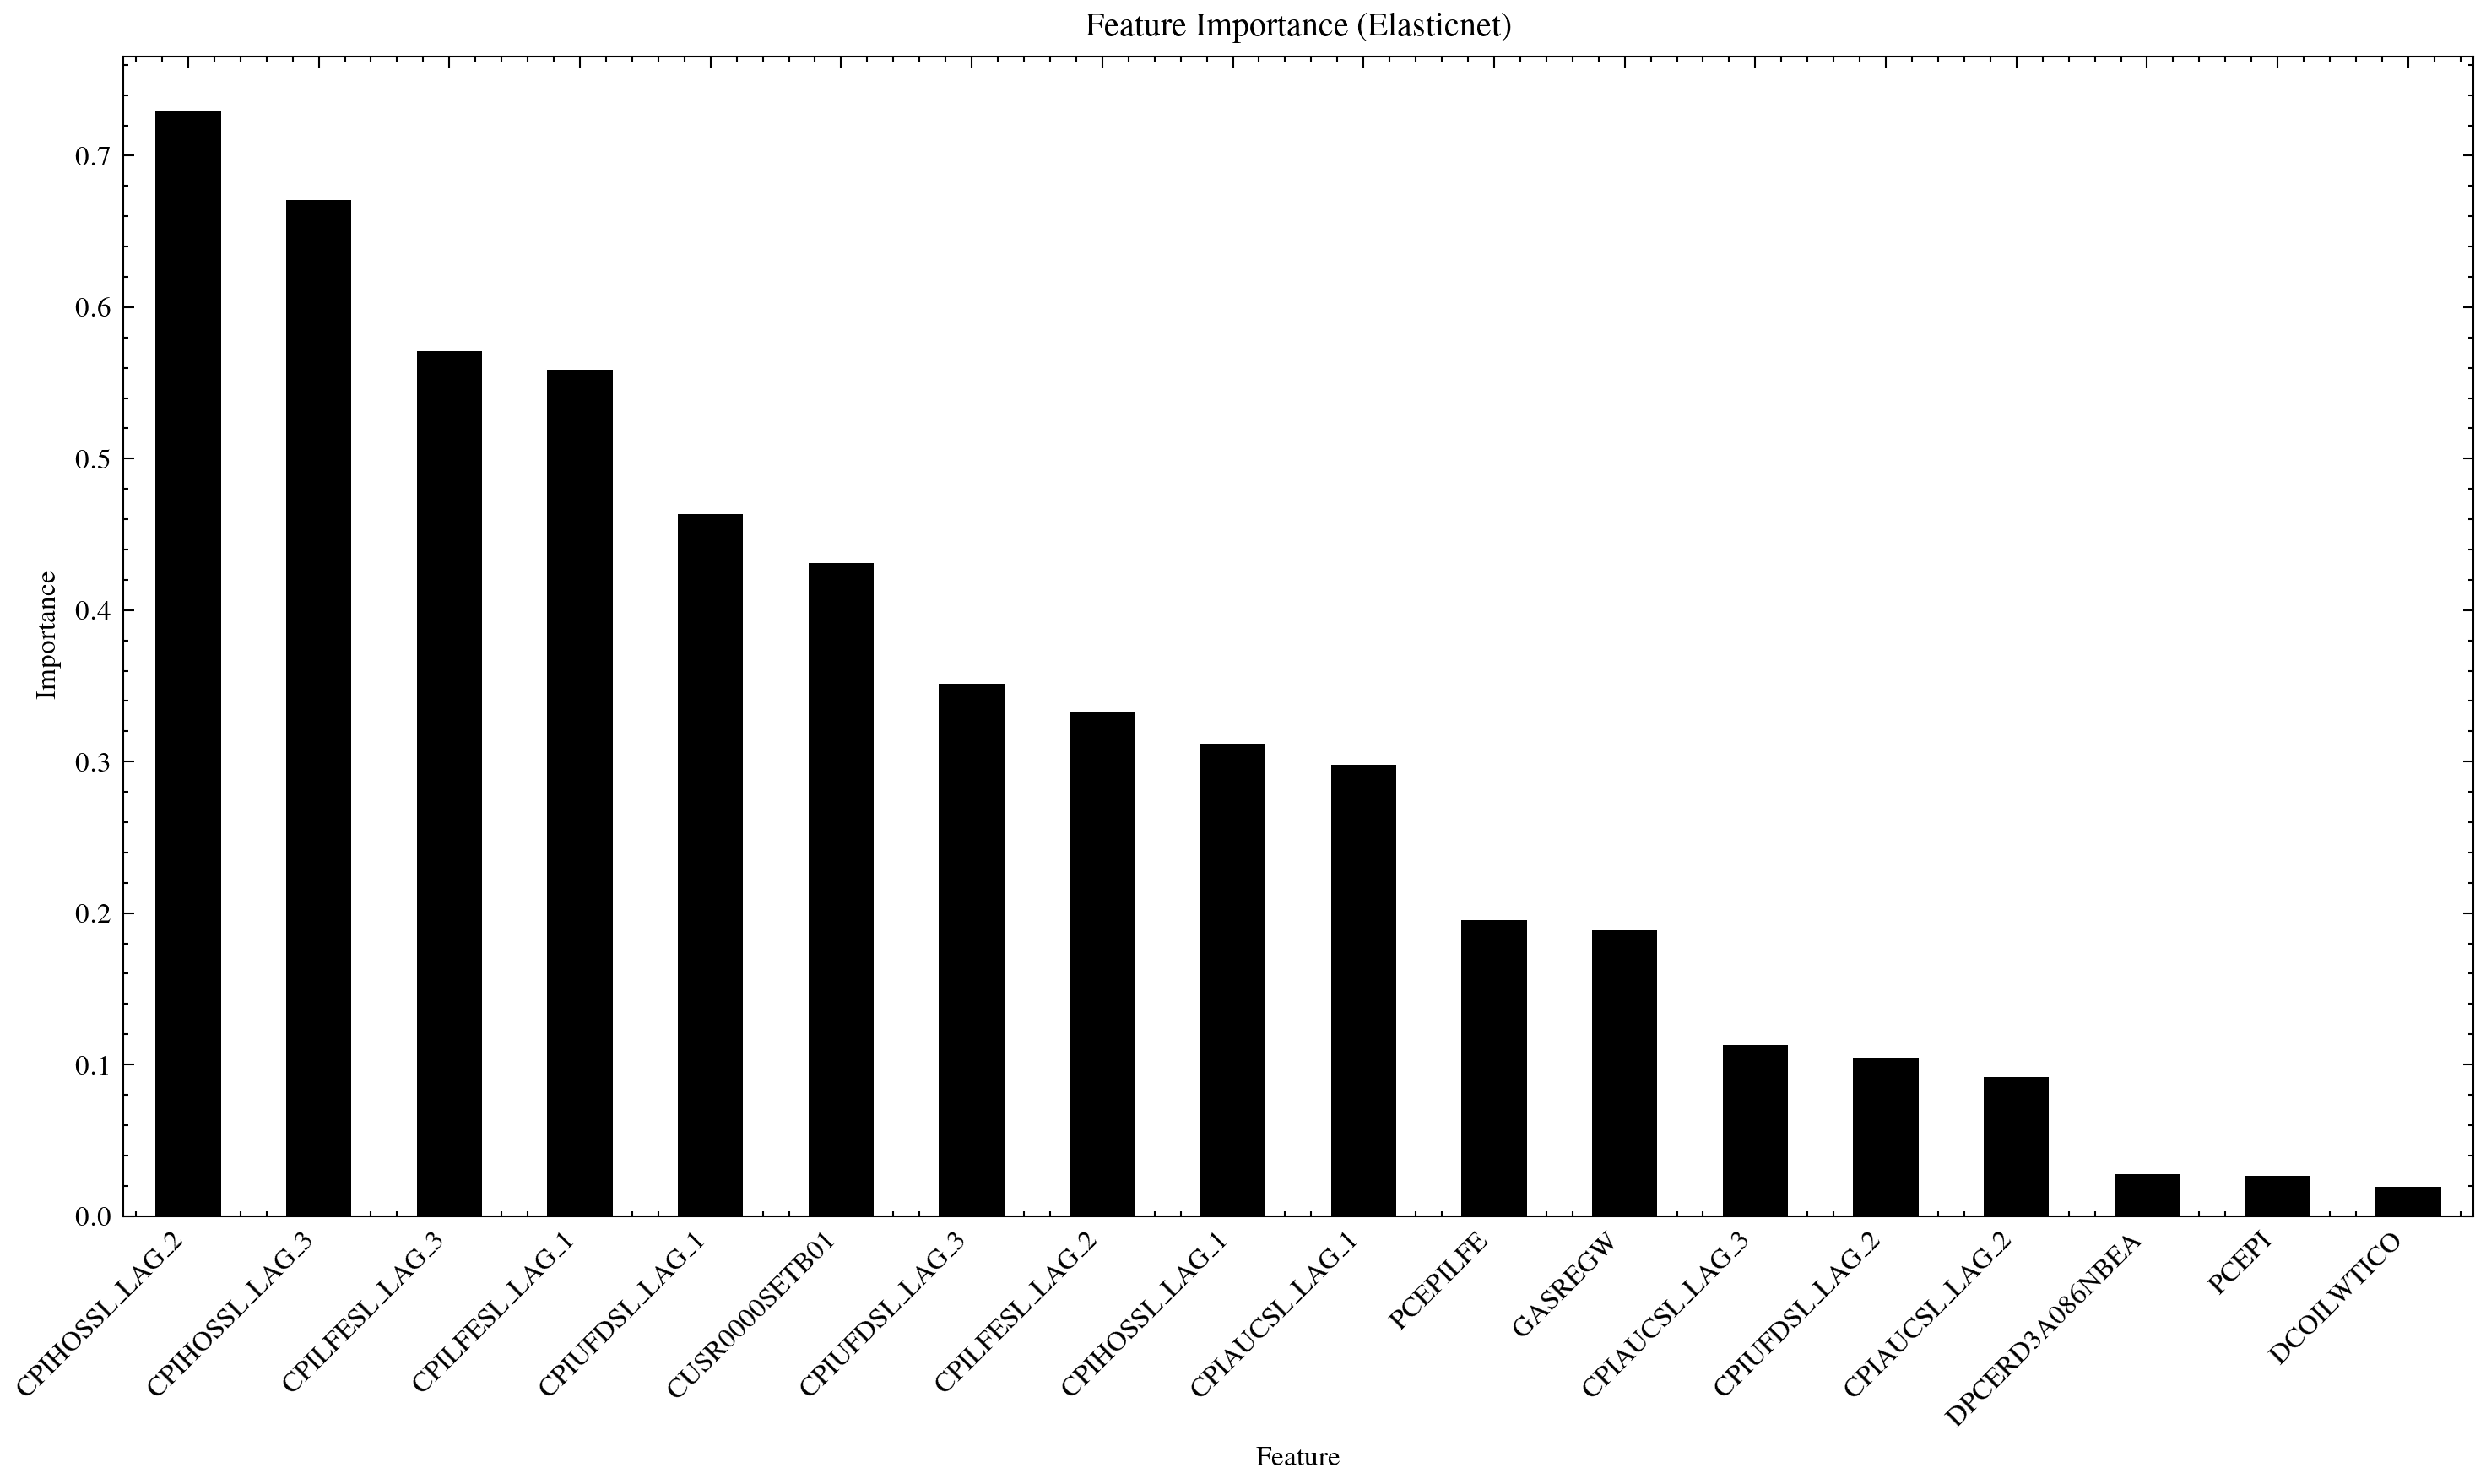 Feature Importance (Elasticnet)
Importance
0.7
0.6
0.5
0.4
0.3
0.2
0.1
0.0
CPIHOSSL_LAG_2
CPIHOSSL_LAG_3
CPILFESL_LAG_3
CPILFESL_LAG_1
CPIUFDSL_LAG_1
CUSR0000SETB01
CPIUFDSL_LAG_3
CPILFESL_LAG_2
CPIHOSSL_LAG_1
CPIAUCSL_LAG_1
PCEPILFE
GASREGW
CPIAUCSL_LAG_3
CPIUFDSL_LAG_2
CPIAUCSL_LAG_2
DPCERD3A086NBEA
PCEPI
DCOILWTICO
Feature